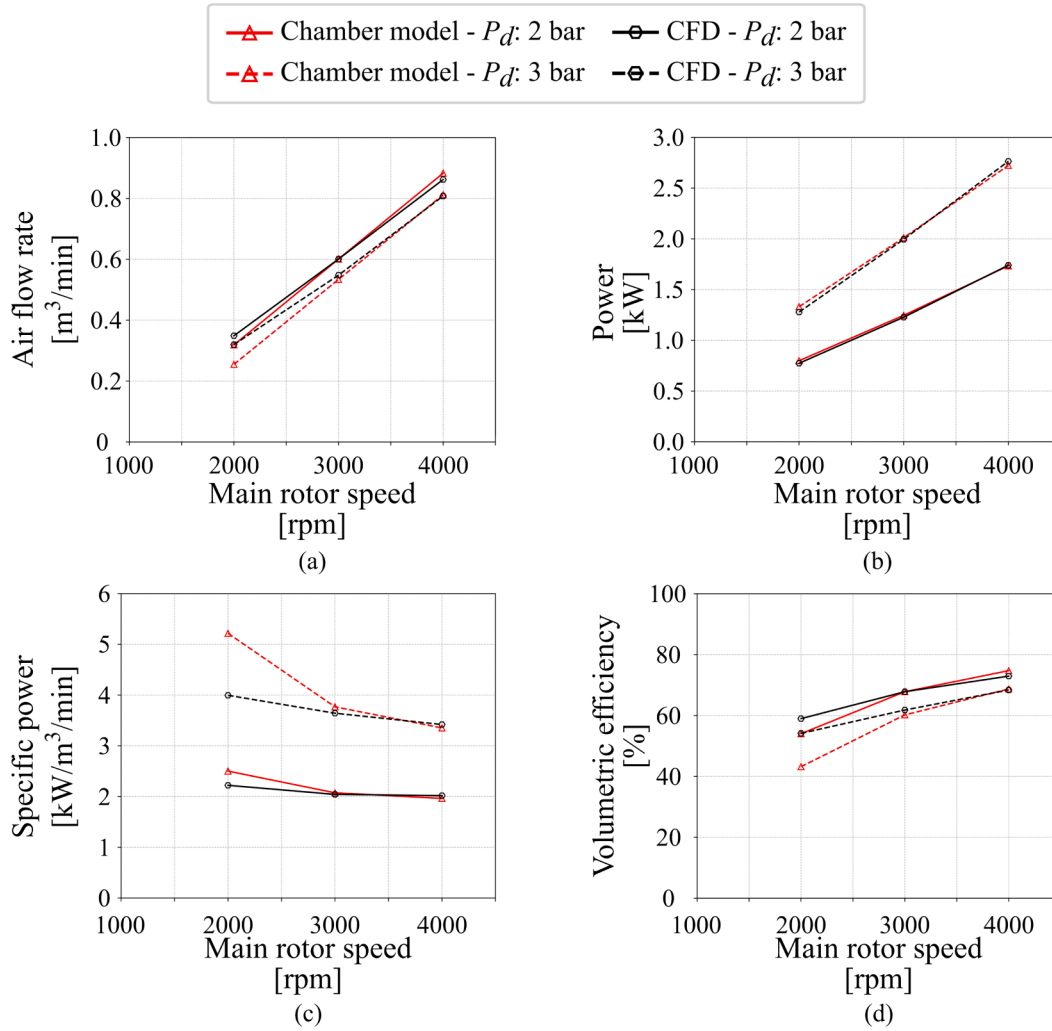 Chamber model - P_d: 2 bar CFD - P_d: 2 bar
Chamber model - P_d: 3 bar CFD - P_d: 3 bar
Air flow rate
[m³/min]
1.0
0.8
0.6
0.4
0.2
0
1000 2000 3000 4000
Main rotor speed
[rpm]
(a)
Power
[kW]
3.0
2.5
2.0
1.5
1.0
0.5
0.0
1000 2000 3000 4000
Main rotor speed
[rpm]
(b)
Specific power
[kW/m³/min]
6
5
4
3
2
1
0
1000 2000 3000 4000
Main rotor speed
[rpm]
(c)
Volumetric efficiency
[%]
100
80
60
40
20
0
1000 2000 3000 4000
Main rotor speed
[rpm]
(d)